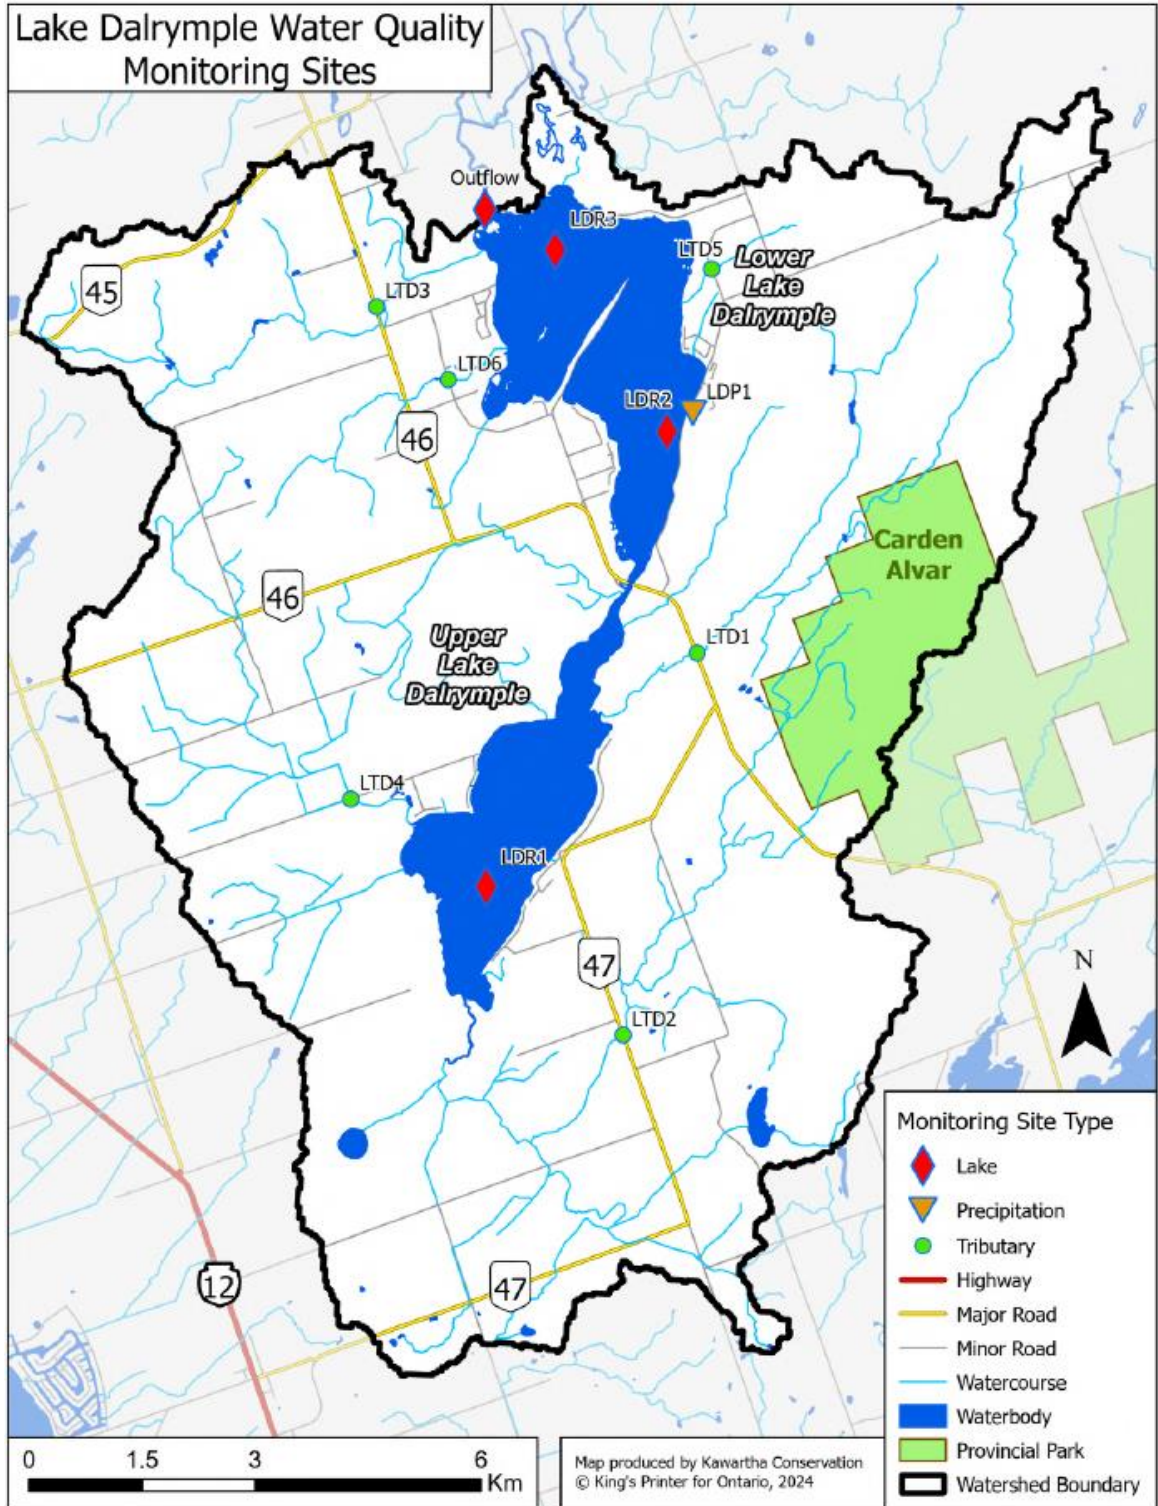 Lake Dalrymple Water Quality
Monitoring Sites
Outflow
LDR3
LTD5
Lower
Lake
Dalrymple
45
LTD3
LTD6
LDR2
LDP1
46
Carden
Alvar
46
Upper
Lake
Dalrymple
LTD1
LTD4
LDR1
47
N
LTD2
12
47
Monitoring Site Type
Lake
Precipitation
Tributary
Highway
Major Road
Minor Road
Watercourse
Waterbody
Provincial Park
Watershed Boundary
0 1.5 3 6
Km
Map produced by Kawartha Conservation
© King's Printer for Ontario, 2024